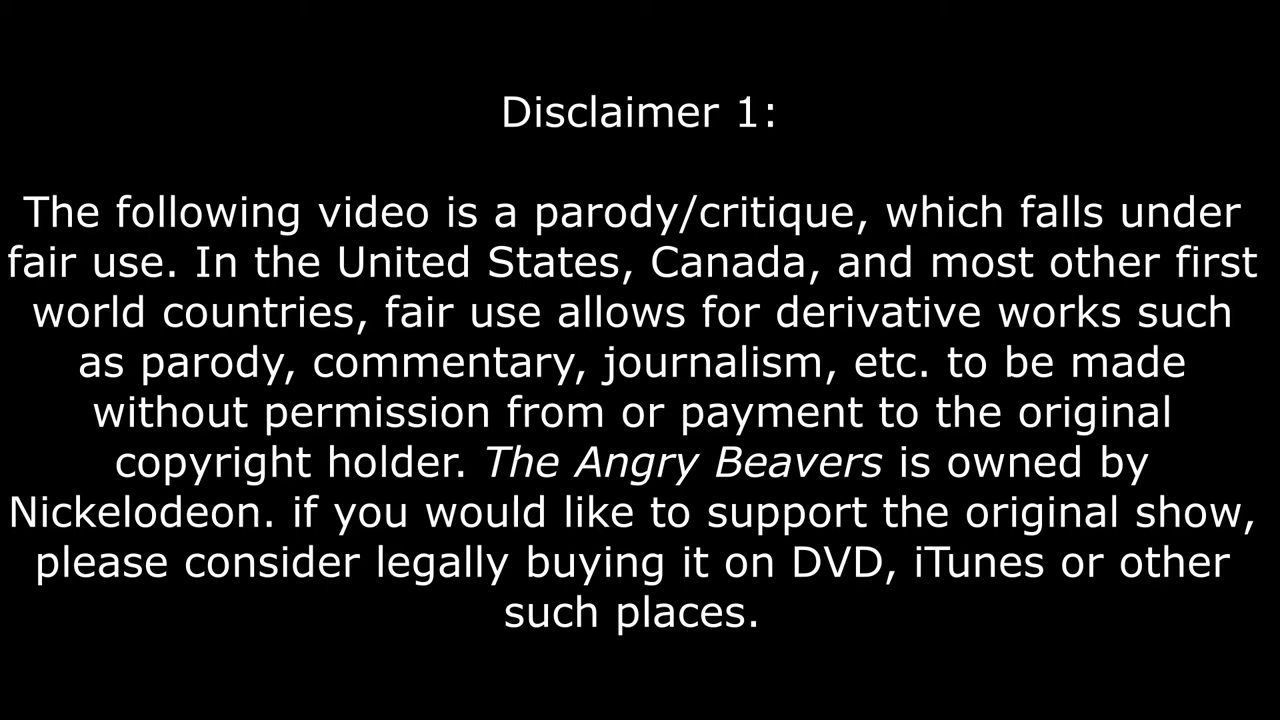 Disclaimer 1:
The following video is a parody/critique, which falls under
fair use. In the United States, Canada, and most other first
world countries, fair use allows for derivative works such
as parody, commentary, journalism, etc. to be made
without permission from or payment to the original
copyright holder. The Angry Beavers is owned by
Nickelodeon. if you would like to support the original show,
please consider legally buying it on DVD, iTunes or other
such places.